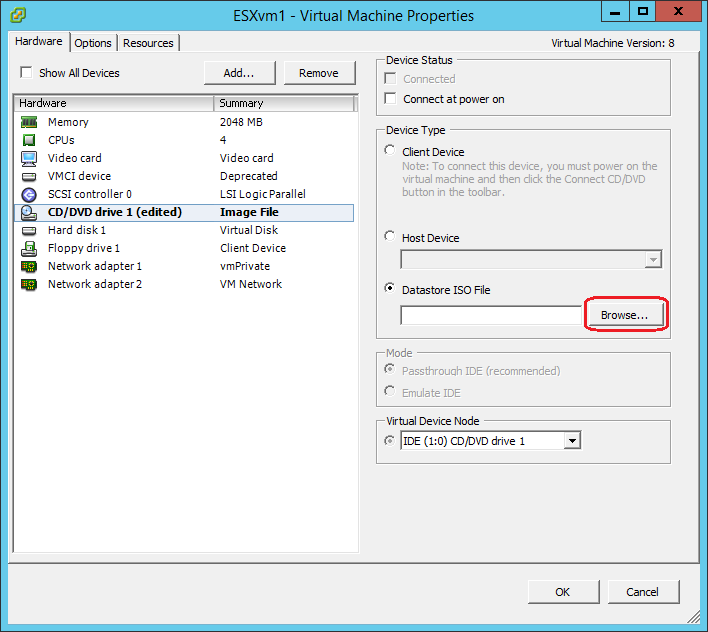 ESXvm1 - Virtual Machine Properties
Hardware Options Resources Virtual Machine Version: 8
Show All Devices Add... Remove
Hardware Summary
Memory 2048 MB
CPUs 4
Video card Video card
VMCI device Deprecated
SCSI controller 0 LSI Logic Parallel
CD/DVD drive 1 (edited) Image File
Hard disk 1 Virtual Disk
Floppy drive 1 Client Device
Network adapter 1 vmPrivate
Network adapter 2 VM Network
Device Status
Connected
Connect at power on
Device Type
Client Device
Note: To connect this device, you must power on the
virtual machine and then click the Connect CD/DVD
button in the toolbar.
Host Device
Datastore ISO File
Browse...
Mode
Passthrough IDE (recommended)
Emulate IDE
Virtual Device Node
IDE (1:0) CD/DVD drive 1
OK Cancel